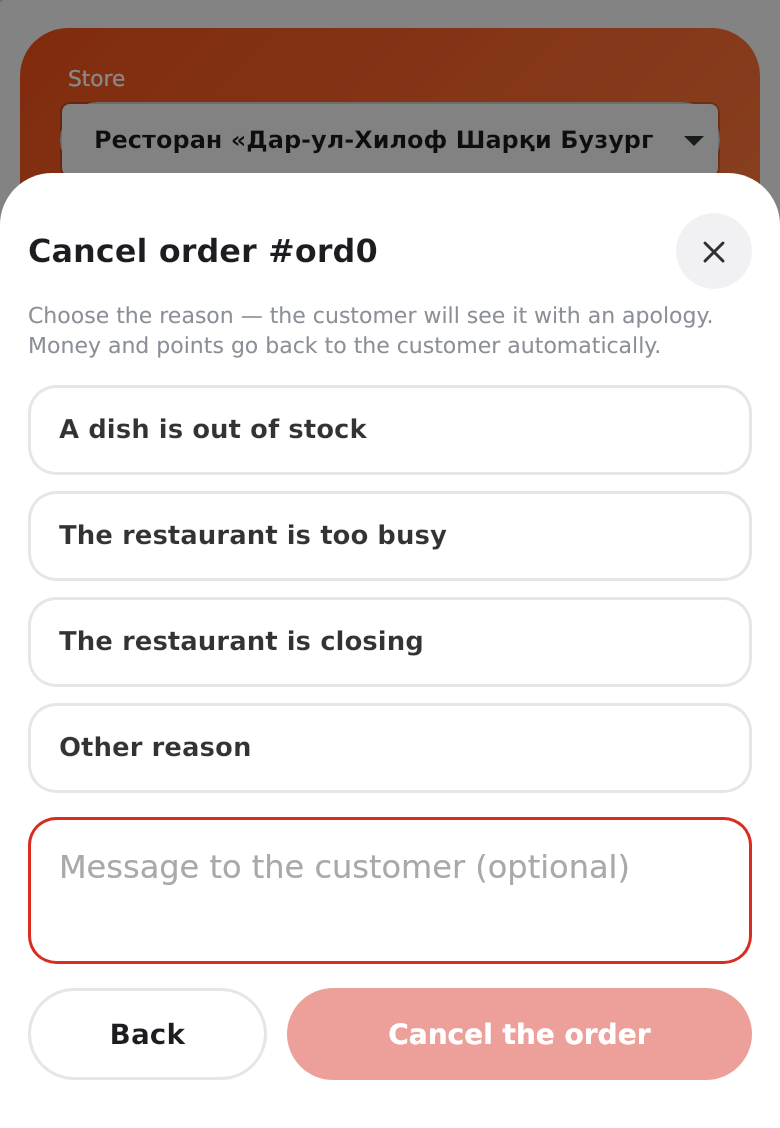 Store
Ресторан «Дар-ул-Хилоф Шарқи Бузург
Cancel order #ord0
Choose the reason — the customer will see it with an apology.
Money and points go back to the customer automatically.
A dish is out of stock
The restaurant is too busy
The restaurant is closing
Other reason
Message to the customer (optional)
Back
Cancel the order